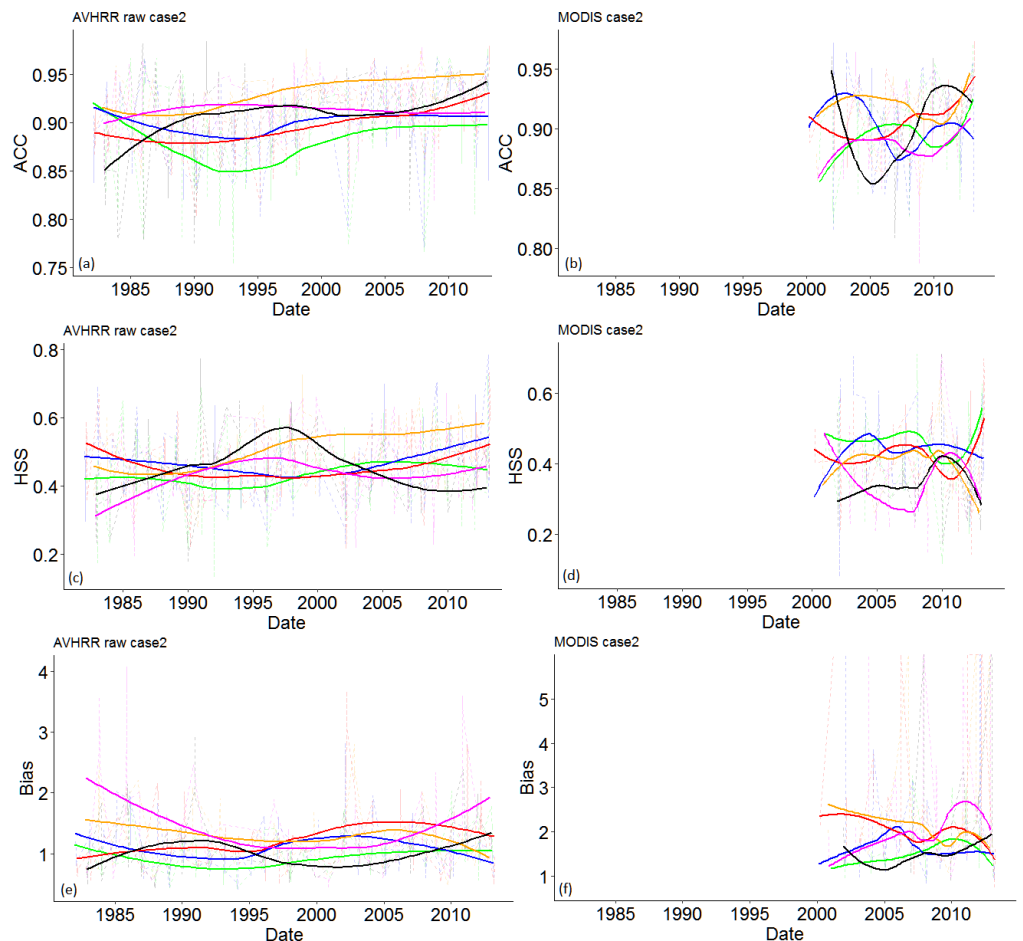 AVHRR raw case2
ACC
0.95
0.90
0.85
0.80
0.75
(a)
1985 1990 1995 2000 2005 2010
Date
MODIS case2
ACC
0.95
0.90
0.85
0.80
(b)
1985 1990 1995 2000 2005 2010
Date
AVHRR raw case2
HSS
0.8
0.6
0.4
0.2
(c)
1985 1990 1995 2000 2005 2010
Date
MODIS case2
HSS
0.6
0.4
0.2
(d)
1985 1990 1995 2000 2005 2010
Date
AVHRR raw case2
Bias
4
3
2
1
(e)
1985 1990 1995 2000 2005 2010
Date
MODIS case2
Bias
5
4
3
2
1
(f)
1985 1990 1995 2000 2005 2010
Date